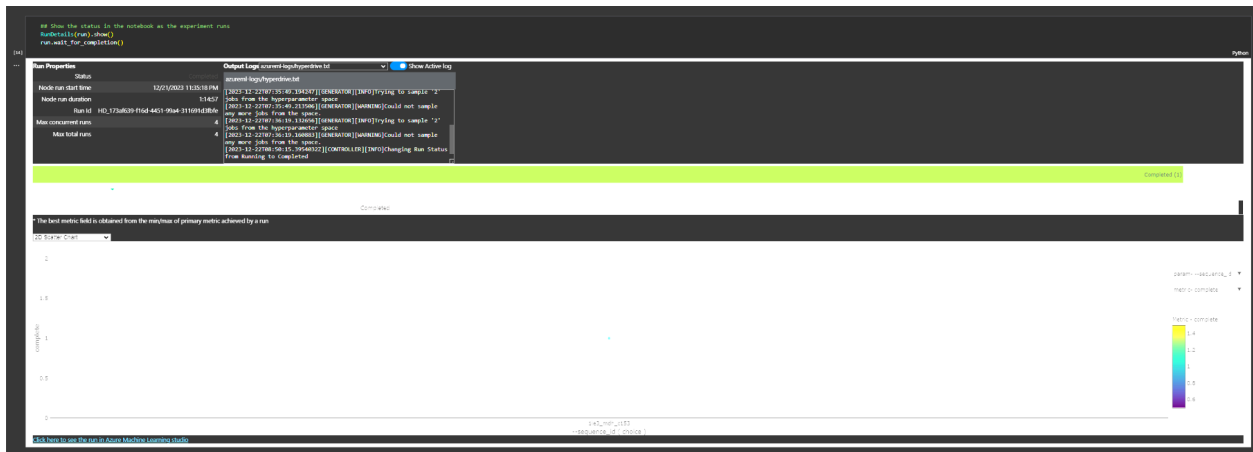 ## Show the status in the notebook as the experiment runs
RunDetails(run).show()
run.wait_for_completion()
Python
Run Properties
Status
Node run start time 12/21/2023 11:35:18 PM
Node run duration 1:14:57
Run Id
Max concurrent runs 4
Max total runs 4
Output Logs azureml-logs/hyperdrive.txt Show Active log
azureml-logs/hyperdrive.txt
[2023-12-22T07:35:49.194247][GENERATOR][INFO]Trying to sample '2'
jobs from the hyperparameter space
[2023-12-22T07:35:49.213506][GENERATOR][WARNING]Could not sample
any more jobs from the space.
[2023-12-22T07:36:19.132656][GENERATOR][INFO]Trying to sample '2'
jobs from the hyperparameter space
[2023-12-22T07:36:19.160883][GENERATOR][WARNING]Could not sample
any more jobs from the space.
[2023-12-22T08:50:15.395403Z][CONTROLLER][INFO]Changing Run Status
from Running to Completed
Completed (1)
Completed
* The best metric field is obtained from the min/max of primary metric achieved by a run
2D Scatter Chart
2
1.5
complete
1
0.5
0
--sequence_id [ choice ]
param: --sequence_id
metric: complete
Metric - complete
1.4
1.2
1
0.8
0.6
Click here to see the run in Azure Machine Learning studio